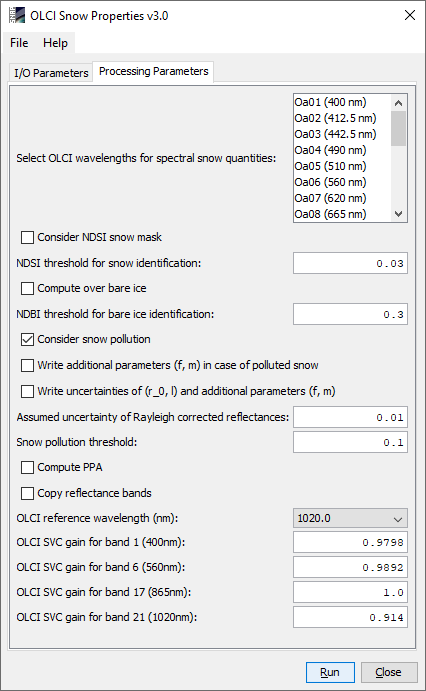 OLCI Snow Properties v3.0
File Help
I/O Parameters Processing Parameters
Select OLCI wavelengths for spectral snow quantities:
Oa01 (400 nm)
Oa02 (412.5 nm)
Oa03 (442.5 nm)
Oa04 (490 nm)
Oa05 (510 nm)
Oa06 (560 nm)
Oa07 (620 nm)
Oa08 (665 nm)
Consider NDSI snow mask
NDSI threshold for snow identification: 0.03
Compute over bare ice
NDBI threshold for bare ice identification: 0.3
Consider snow pollution
Write additional parameters (f, m) in case of polluted snow
Write uncertainties of (r_0, l) and additional parameters (f, m)
Assumed uncertainty of Rayleigh corrected reflectances: 0.01
Snow pollution threshold: 0.1
Compute PPA
Copy reflectance bands
OLCI reference wavelength (nm): 1020.0
OLCI SVC gain for band 1 (400nm): 0.9798
OLCI SVC gain for band 6 (560nm): 0.9892
OLCI SVC gain for band 17 (865nm): 1.0
OLCI SVC gain for band 21 (1020nm): 0.914
Run Close